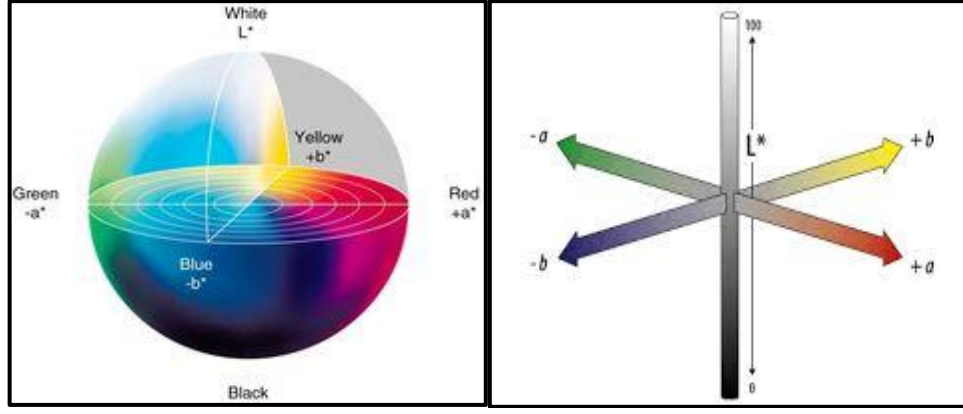 White
L*
Yellow
+b*
Green
-a*
Red
+a*
Blue
-b*
Black
100
L*
-a
+b
-b
+a
0